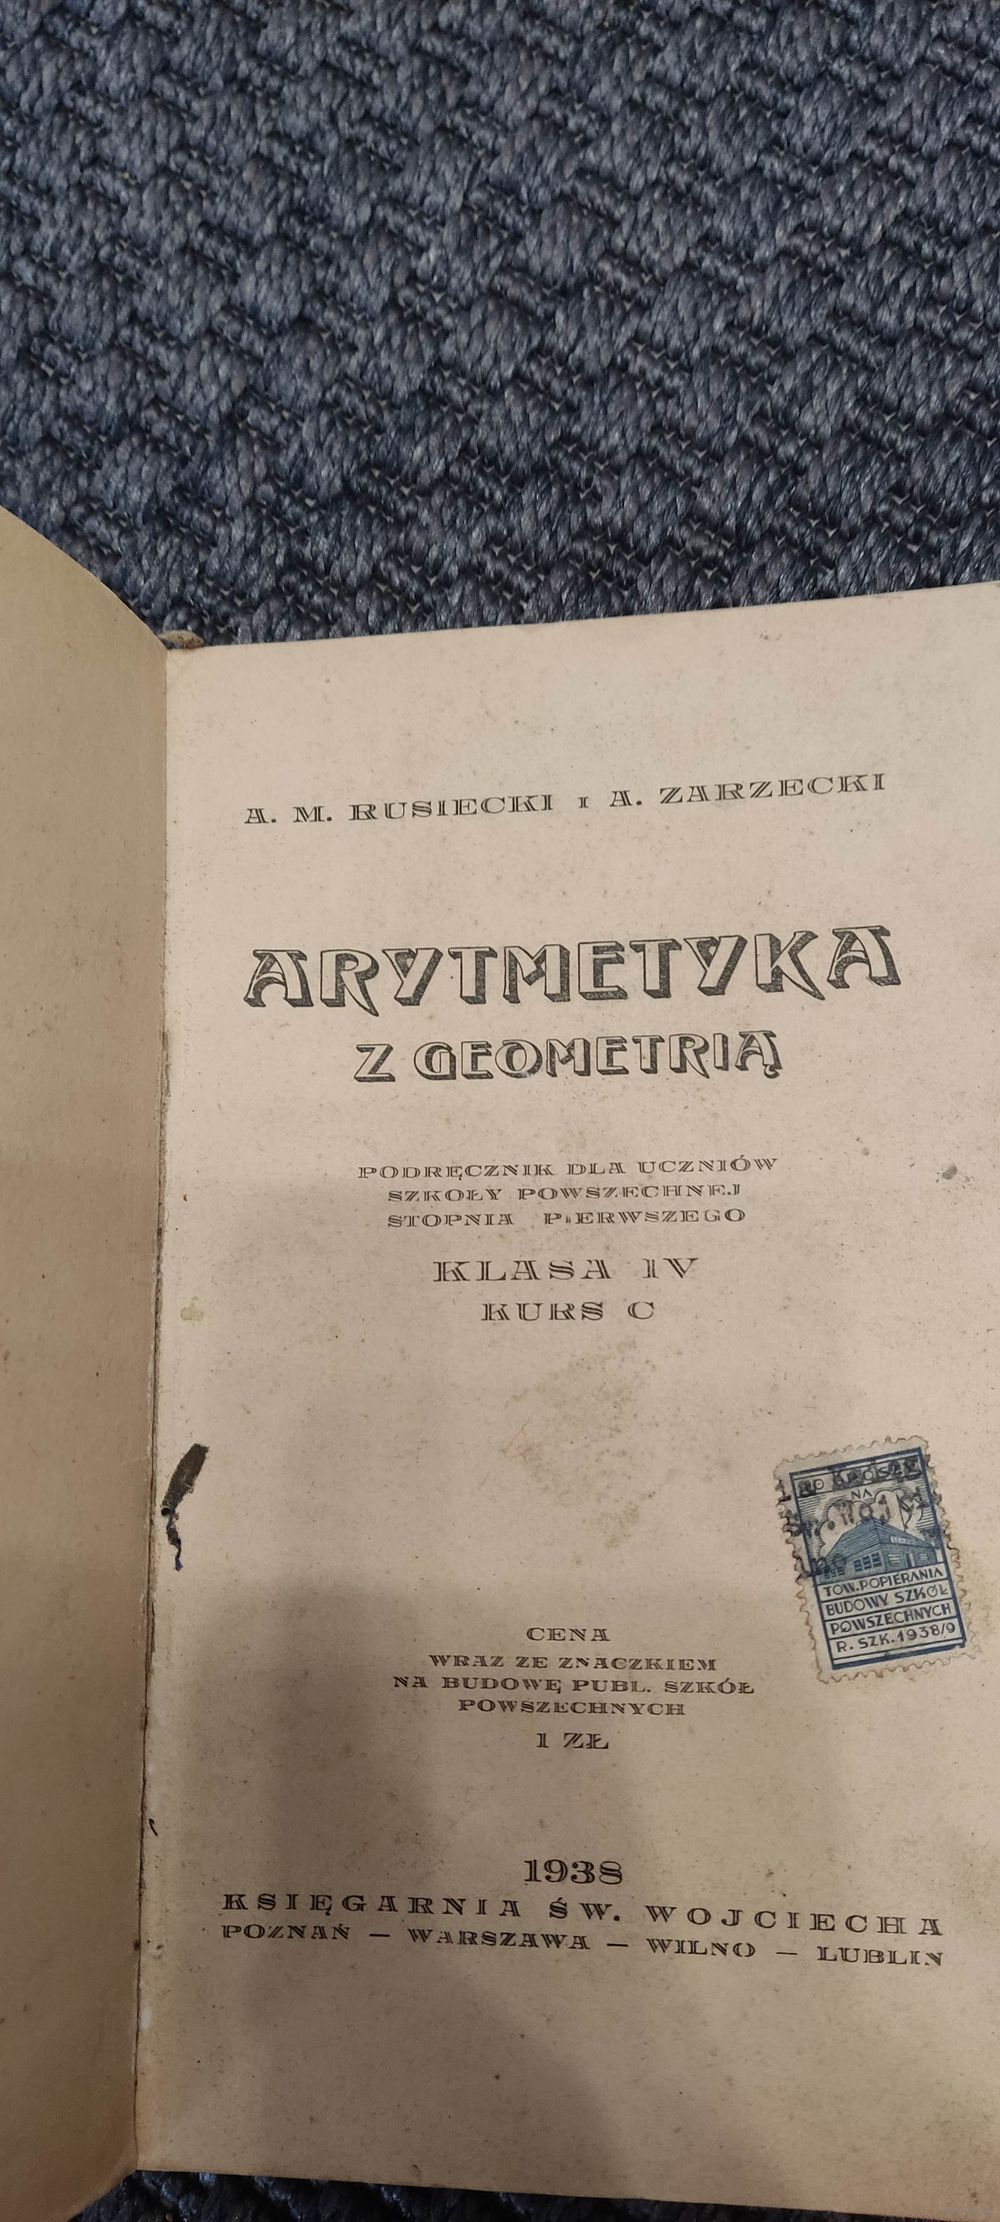 A. M. RUSIECKI I A. ZARZECKI
ARYTMETYKA
Z GEOMETRIĄ
PODRĘCZNIK DLA UCZNIÓW
SZKOŁY POWSZECHNEJ
STOPNIA PIERWSZEGO
KLASA IV
KURS C
GROSZY
NA
TOW. POPIERANIA
BUDOWY SZKÓŁ
POWSZECHNYCH
R. SZK. 1938/9
CENA
WRAZ ZE ZNACZKIEM
NA BUDOWĘ PUBL. SZKÓŁ
POWSZECHNYCH
1 ZŁ
1938
KSIĘGARNIA ŚW. WOJCIECHA
POZNAŃ — WARSZAWA — WILNO — LUBLIN